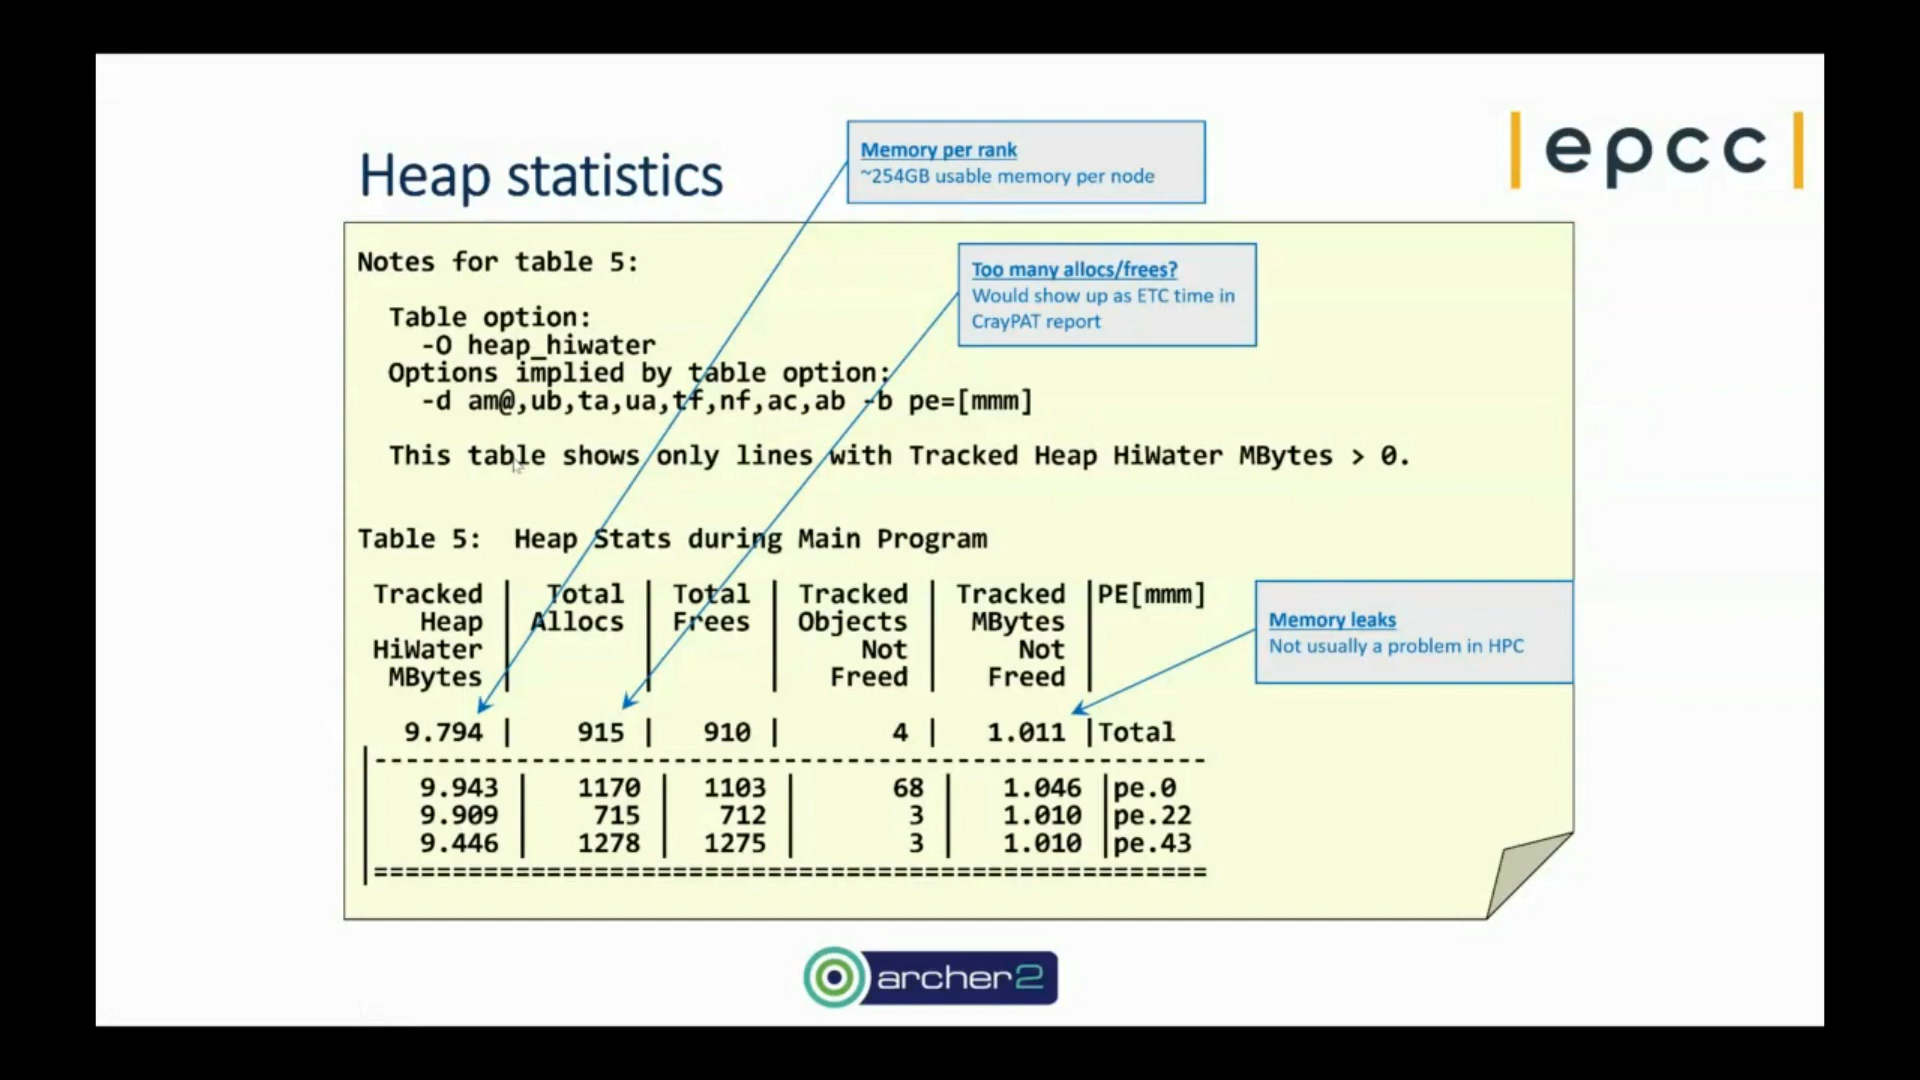 Heap statistics
Memory per rank
~254GB usable memory per node
| epcc |
Notes for table 5:
Too many allocs/frees?
Would show up as ETC time in
CrayPAT report
Table option:
-O heap_hiwater
Options implied by table option:
-d am@,ub,ta,ua,tf,nf,ac,ab -b pe=[mmm]
This table shows only lines with Tracked Heap HiWater MBytes > 0.
Table 5:  Heap Stats during Main Program
Tracked | Total | Total | Tracked | Tracked |PE[mmm]
Heap | Allocs | Frees | Objects | MBytes |
HiWater | | | Not | Not |
MBytes | | | Freed | Freed |
Memory leaks
Not usually a problem in HPC
9.794 | 915 | 910 | 4 | 1.011 |Total
|-----------------------------------------------------
| 9.943 | 1170 | 1103 | 68 | 1.046 |pe.0
| 9.909 | 715 | 712 | 3 | 1.010 |pe.22
| 9.446 | 1278 | 1275 | 3 | 1.010 |pe.43
|=====================================================
archer2